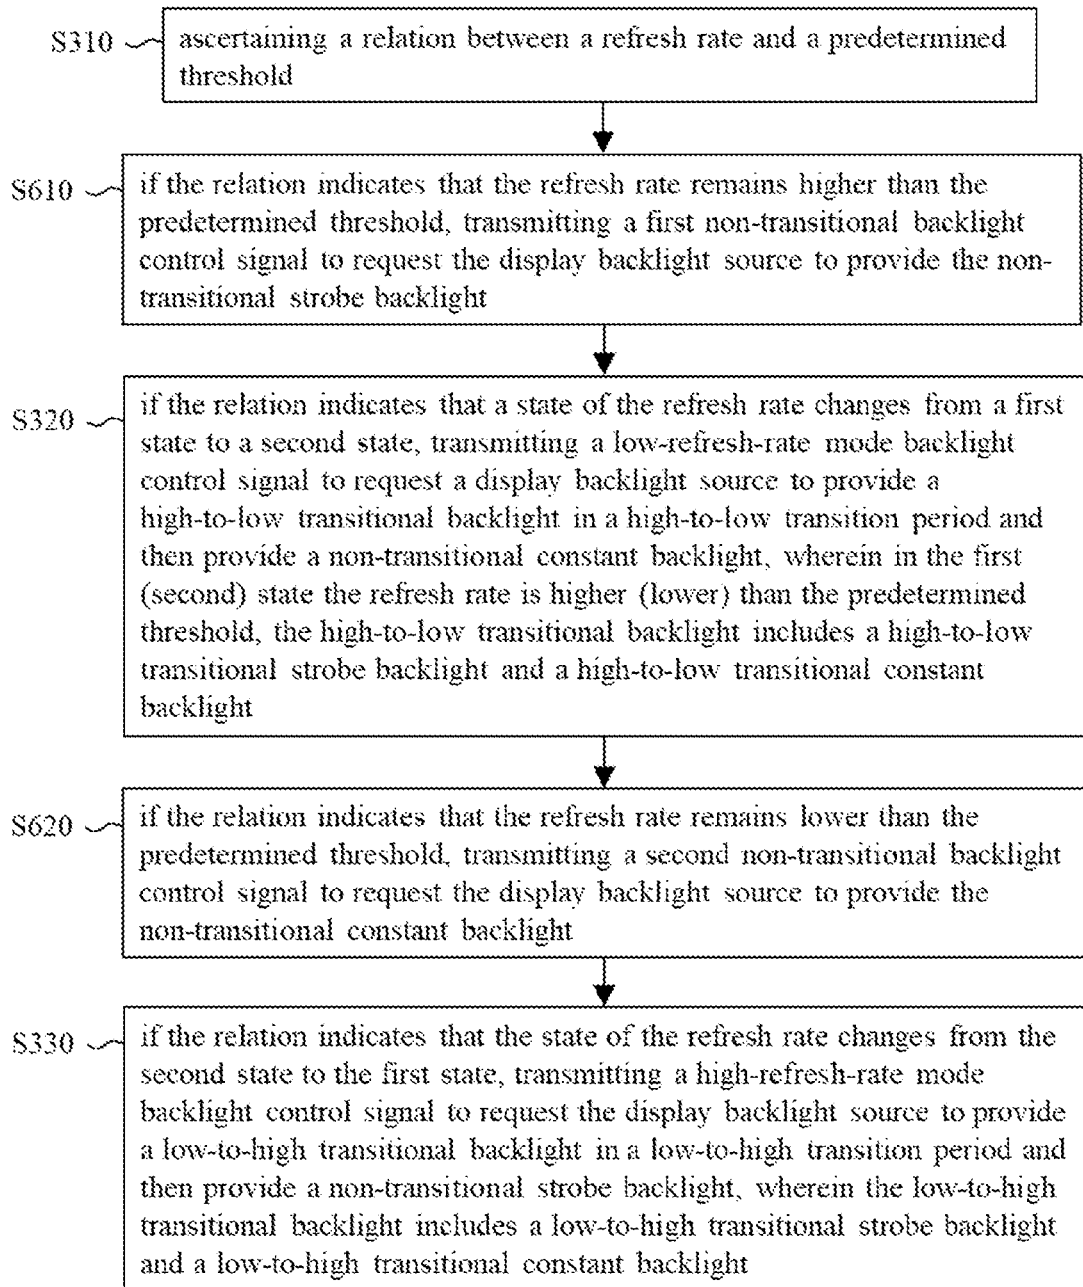 S310
ascertaining a relation between a refresh rate and a predetermined
threshold
S610
if the relation indicates that the refresh rate remains higher than the
predetermined threshold, transmitting a first non-transitional backlight
control signal to request the display backlight source to provide the non-
transitional strobe backlight
S320
if the relation indicates that a state of the refresh rate changes from a first
state to a second state, transmitting a low-refresh-rate mode backlight
control signal to request a display backlight source to provide a
high-to-low transitional backlight in a high-to-low transition period and
then provide a non-transitional constant backlight, wherein in the first
(second) state the refresh rate is higher (lower) than the predetermined
threshold, the high-to-low transitional backlight includes a high-to-low
transitional strobe backlight and a high-to-low transitional constant
backlight
S620
if the relation indicates that the refresh rate remains lower than the
predetermined threshold, transmitting a second non-transitional backlight
control signal to request the display backlight source to provide the
non-transitional constant backlight
S330
if the relation indicates that the state of the refresh rate changes from the
second state to the first state, transmitting a high-refresh-rate mode
backlight control signal to request the display backlight source to provide
a low-to-high transitional backlight in a low-to-high transition period and
then provide a non-transitional strobe backlight, wherein the low-to-high
transitional backlight includes a low-to-high transitional strobe backlight
and a low-to-high transitional constant backlight